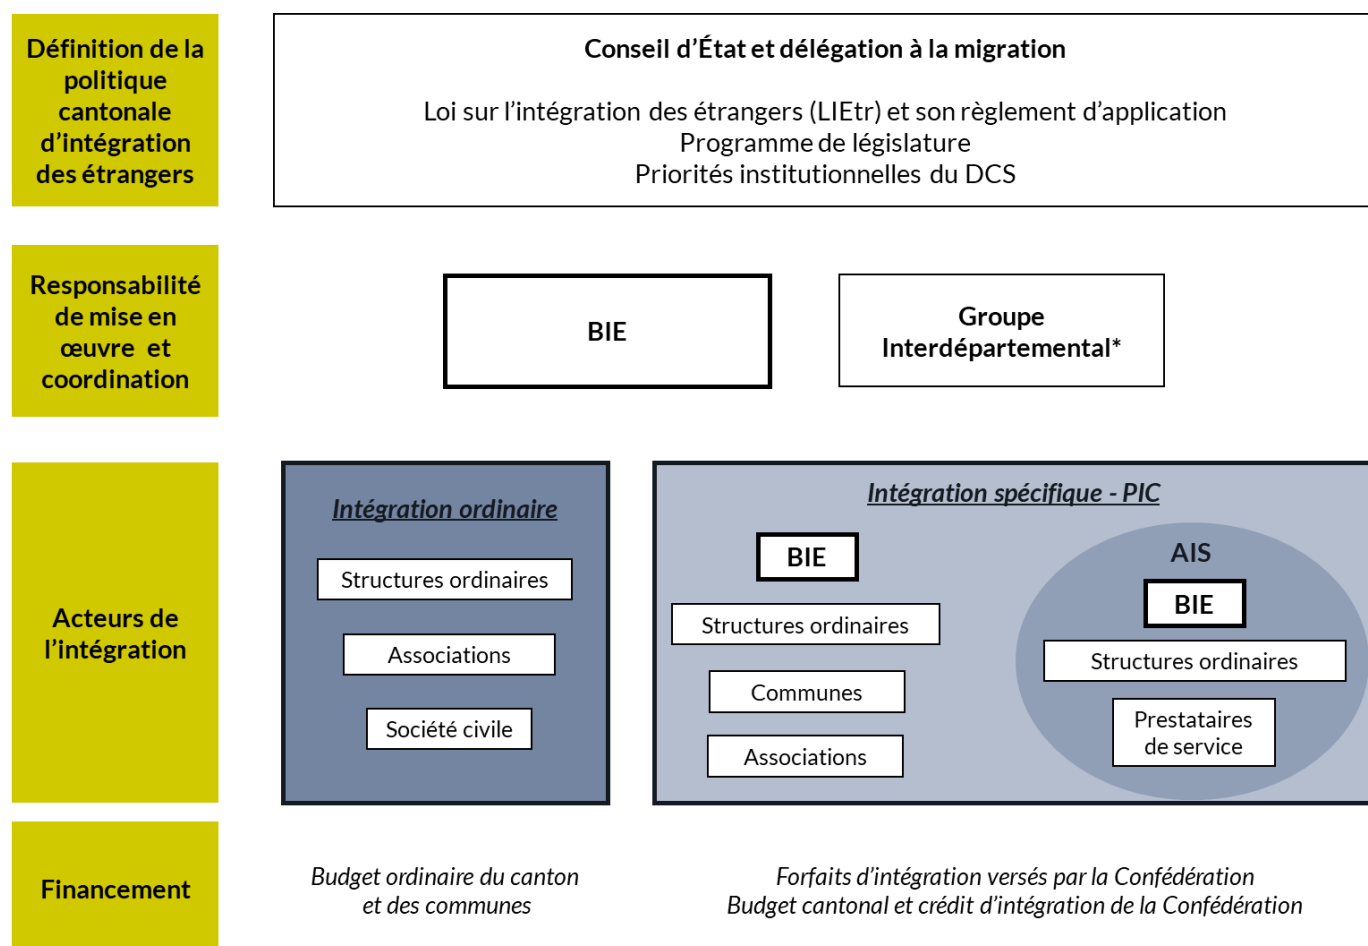 Définition de la
politique
cantonale
d’intégration
des étrangers
Conseil d’État et délégation à la migration
Loi sur l’intégration des étrangers (LIEtr) et son règlement d’application
Programme de législature
Priorités institutionnelles du DCS
Responsabilité
de mise en
œuvre et
coordination
BIE
Groupe
Interdépartemental*
Acteurs de
l’intégration
Intégration ordinaire
Structures ordinaires
Associations
Société civile
Intégration spécifique - PIC
BIE
Structures ordinaires
Communes
Associations
AIS
BIE
Structures ordinaires
Prestataires
de service
Financement
Budget ordinaire du canton
et des communes
Forfaits d’intégration versés par la Confédération
Budget cantonal et crédit d’intégration de la Confédération